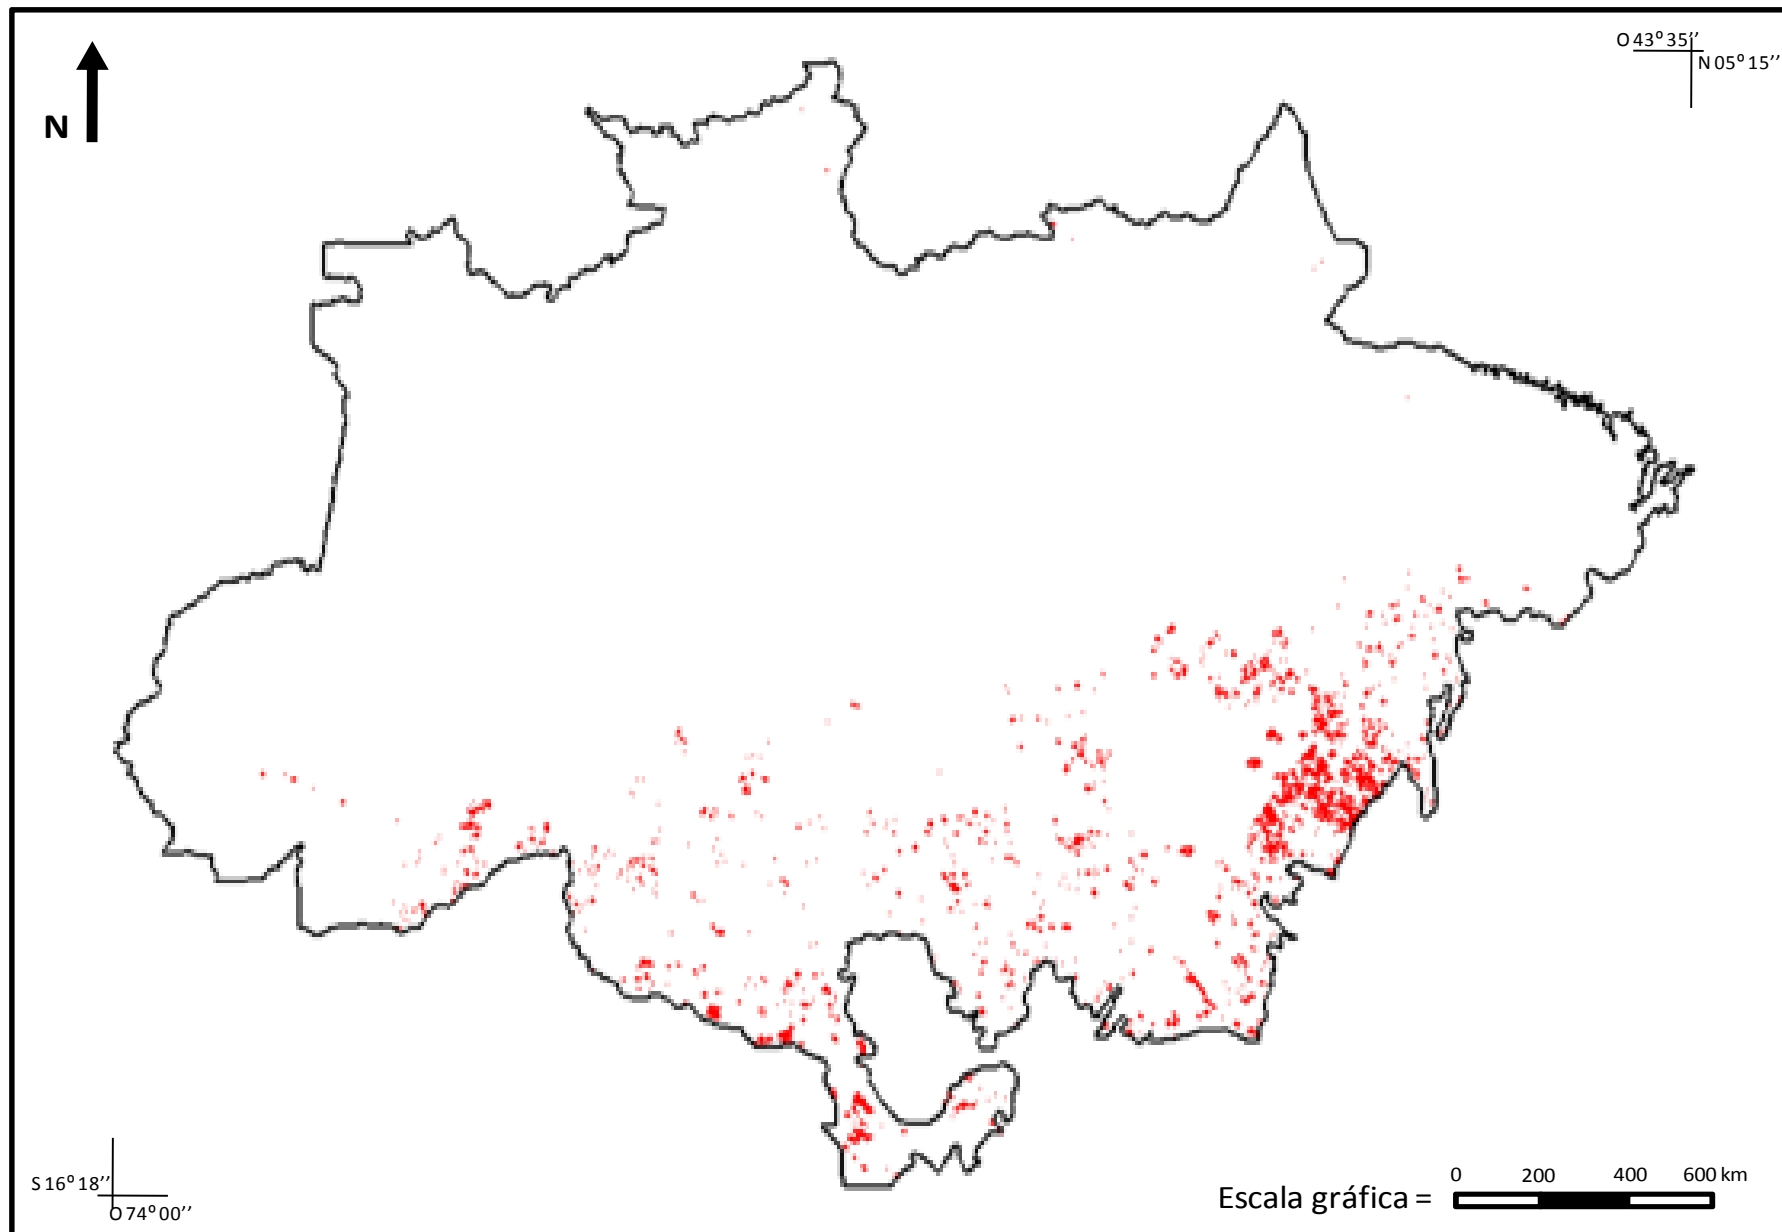 O 43° 35’’
N 05° 15’’
N
S 16° 18’’
O 74° 00’’
0 200 400 600 km
Escala gráfica =